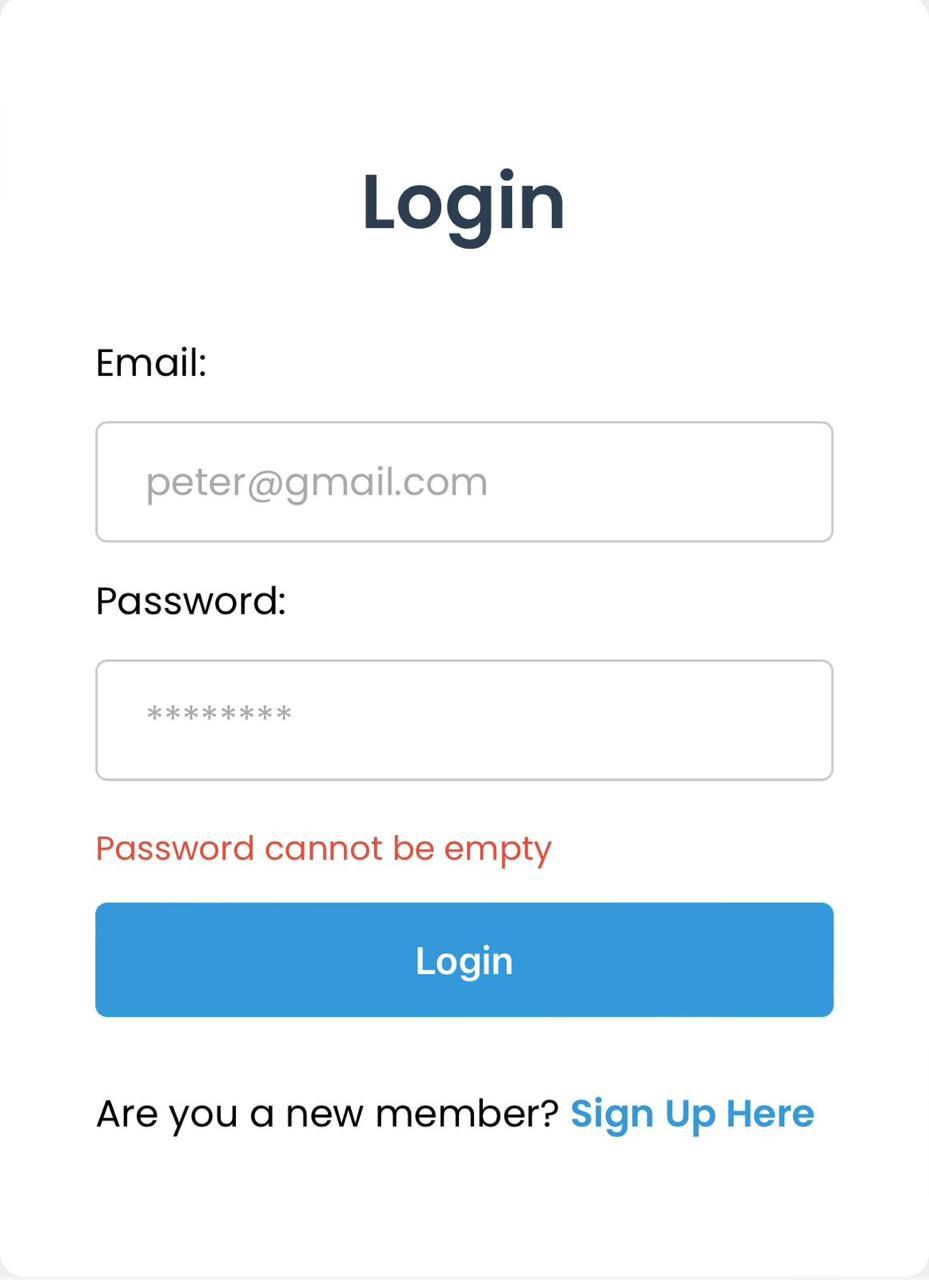 Login
Email:
peter@gmail.com
Password:
********
Password cannot be empty
Login
Are you a new member? Sign Up Here